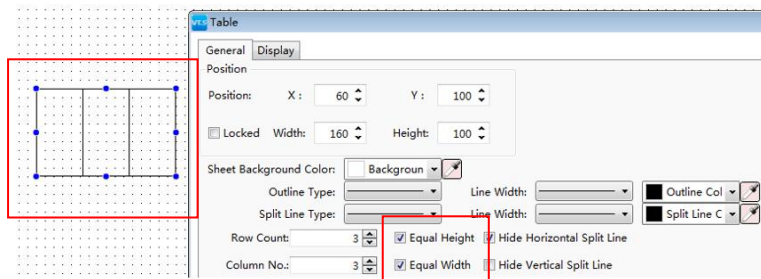 VTS Table
General Display
Position
Position: X : 60 Y : 100
Locked Width: 160 Height: 100
Sheet Background Color: Backgroun
Outline Type: Line Width: Outline Col
Split Line Type: Line Width: Split Line C
Row Count: 3 Equal Height Hide Horizontal Split Line
Column No.: 3 Equal Width Hide Vertical Split Line